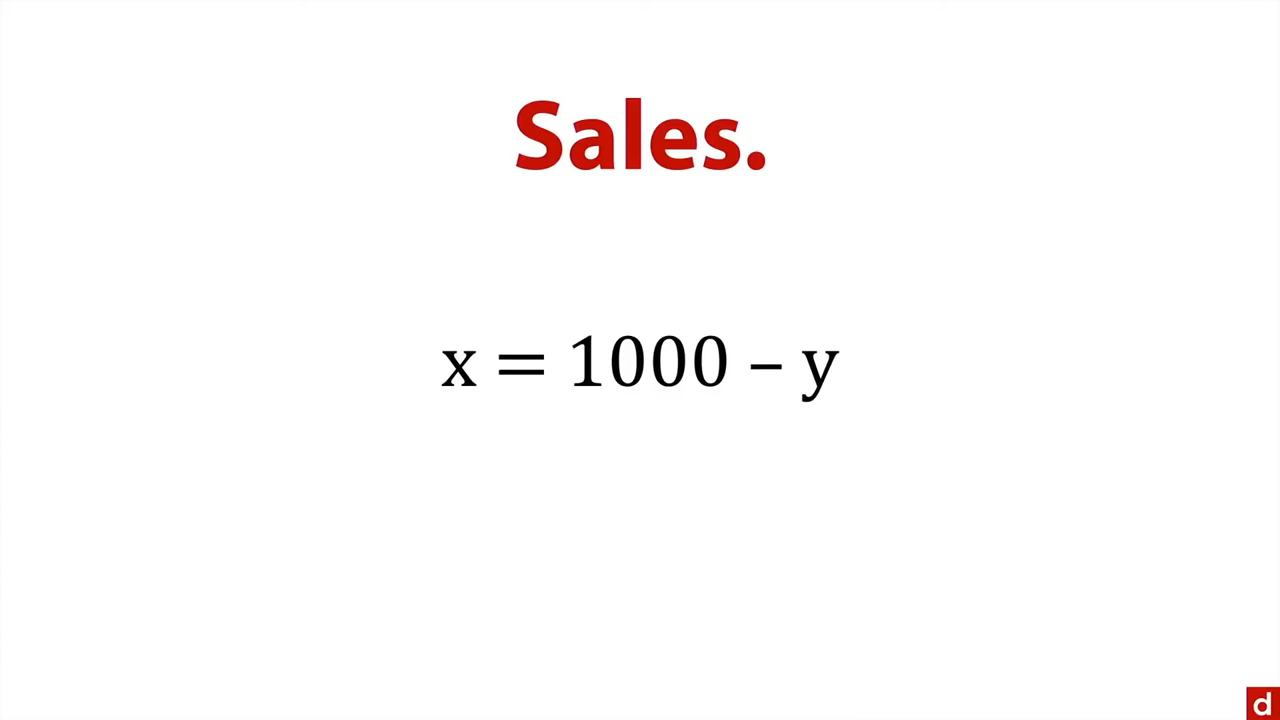 Sales.
x = 1000 – y
d